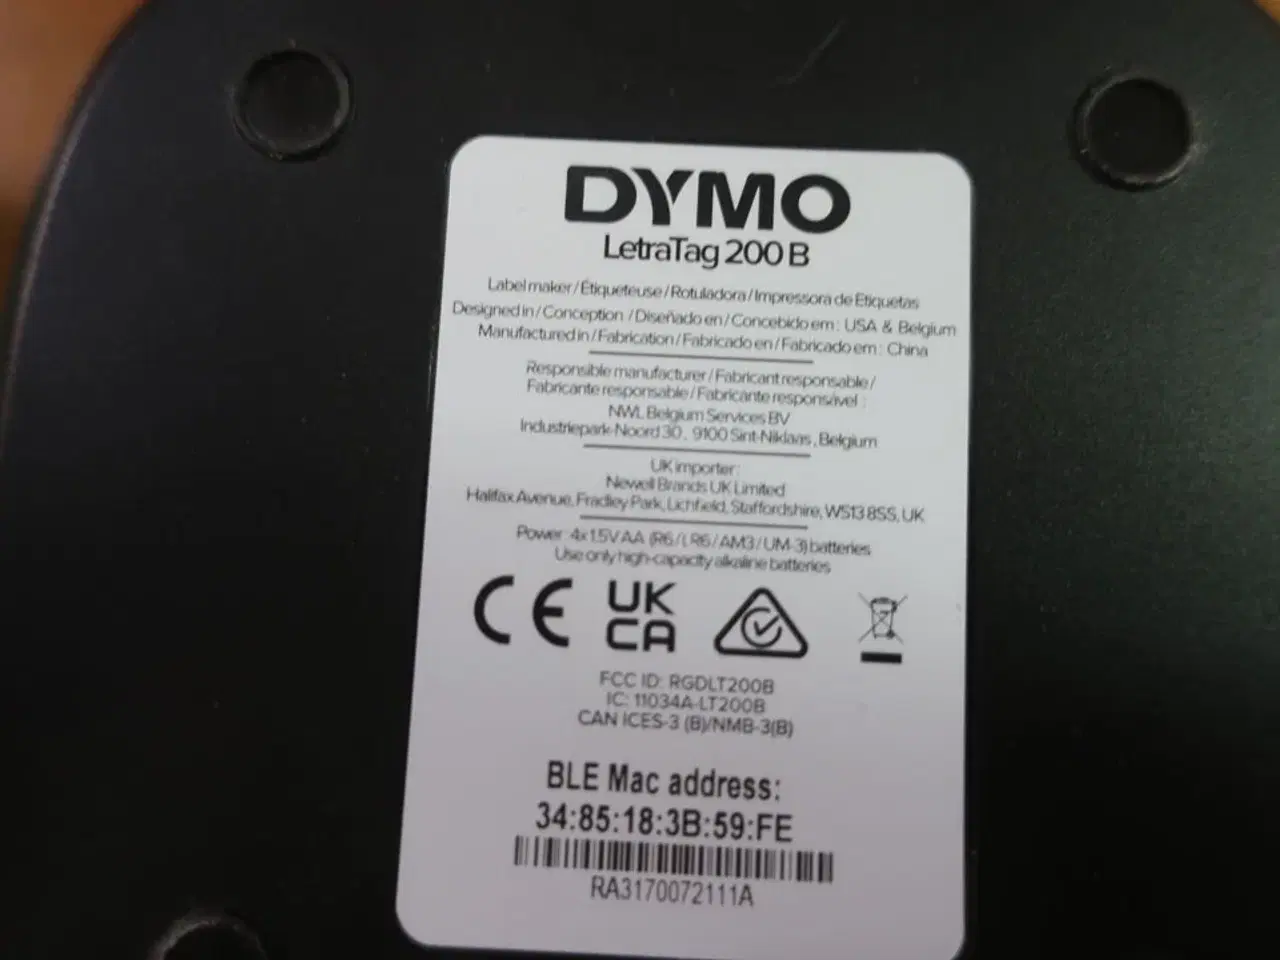 DYMO
LetraTag 200 B
Label maker / Étiqueteuse / Rotuladora / Impressora de Etiquetas
Designed in / Conception / Diseñado en / Concebido em : USA & Belgium
Manufactured in / Fabrication / Fabricado en / Fabricado em : China
Responsible manufacturer / Fabricant responsable /
Fabricante responsable / Fabricante responsável :
NWL Belgium Services BV
Industriepark-Noord 30, 9100 Sint-Niklaas, Belgium
UK importer:
Newell Brands UK Limited
Halifax Avenue, Fradley Park, Lichfield, Staffordshire, WS13 8SS, UK
Power: 4x 1.5V AA (R6 / LR6 / AM3 / UM-3) batteries
Use only high-capacity alkaline batteries
CE UK CA
FCC ID: RGDLT200B
IC: 11034A-LT200B
CAN ICES-3 (B)/NMB-3(B)
BLE Mac address:
34:85:18:3B:59:FE
RA3170072111A